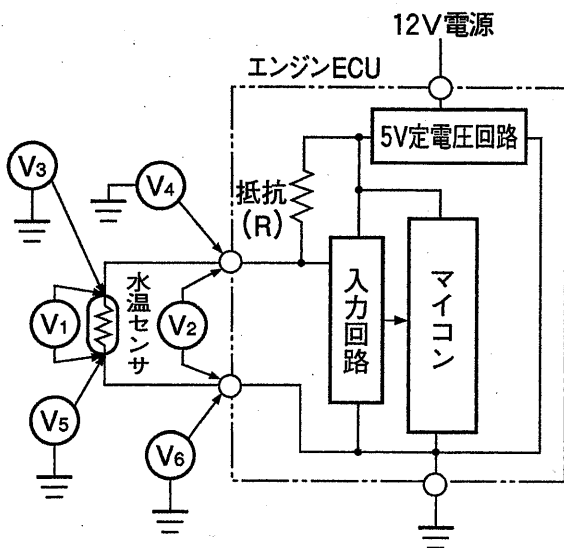 12V電源
エンジンECU
5V定電圧回路
V3
V4
抵抗
(R)
V1
水温センサ
V2
入力回路
マイコン
V5
V6